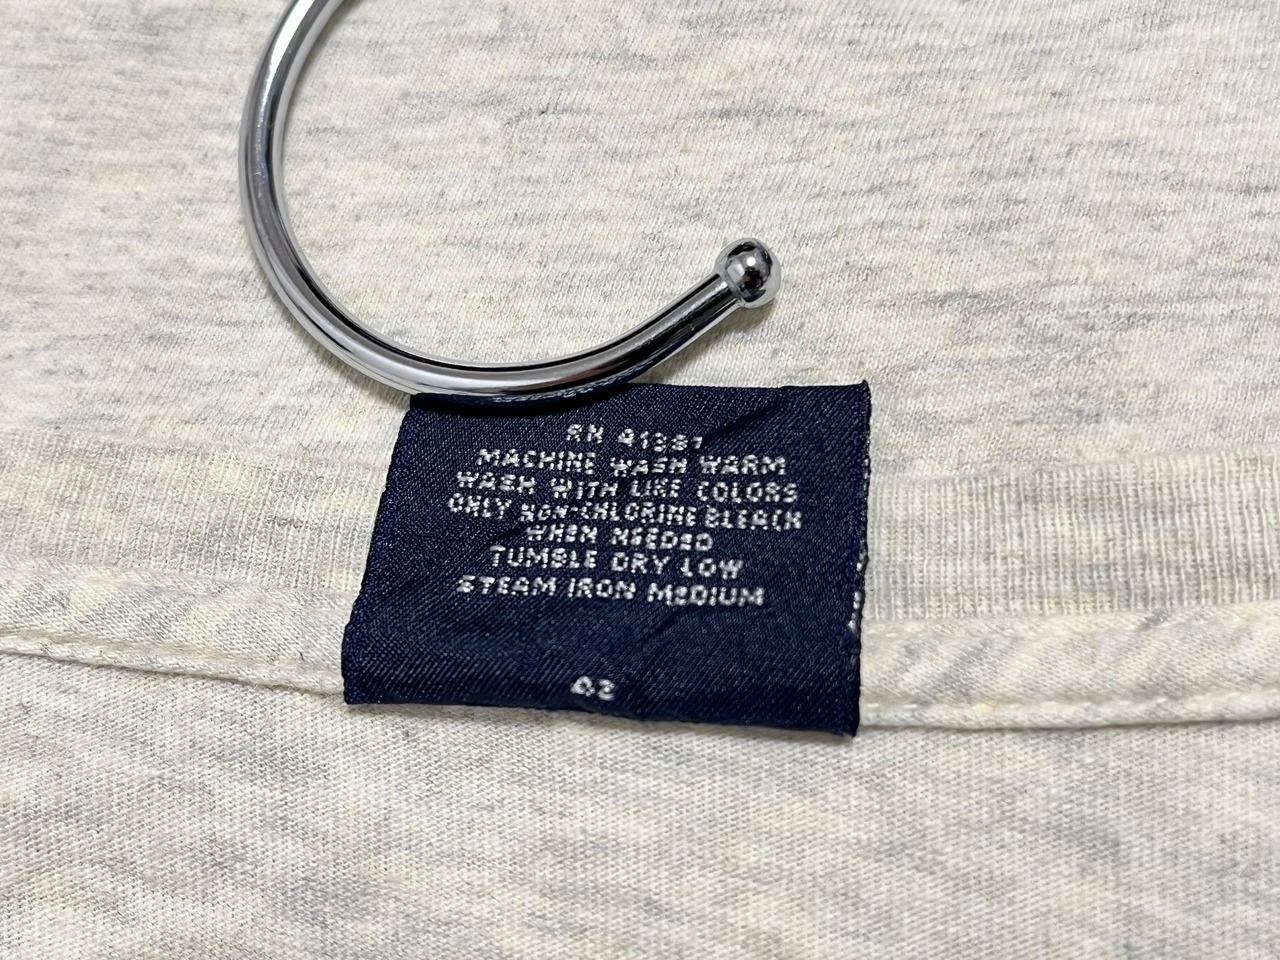 RN 41381
MACHINE WASH WARM
WASH WITH LIKE COLORS
ONLY NON-CHLORINE BLEACH
WHEN NEEDED
TUMBLE DRY LOW
STEAM IRON MEDIUM